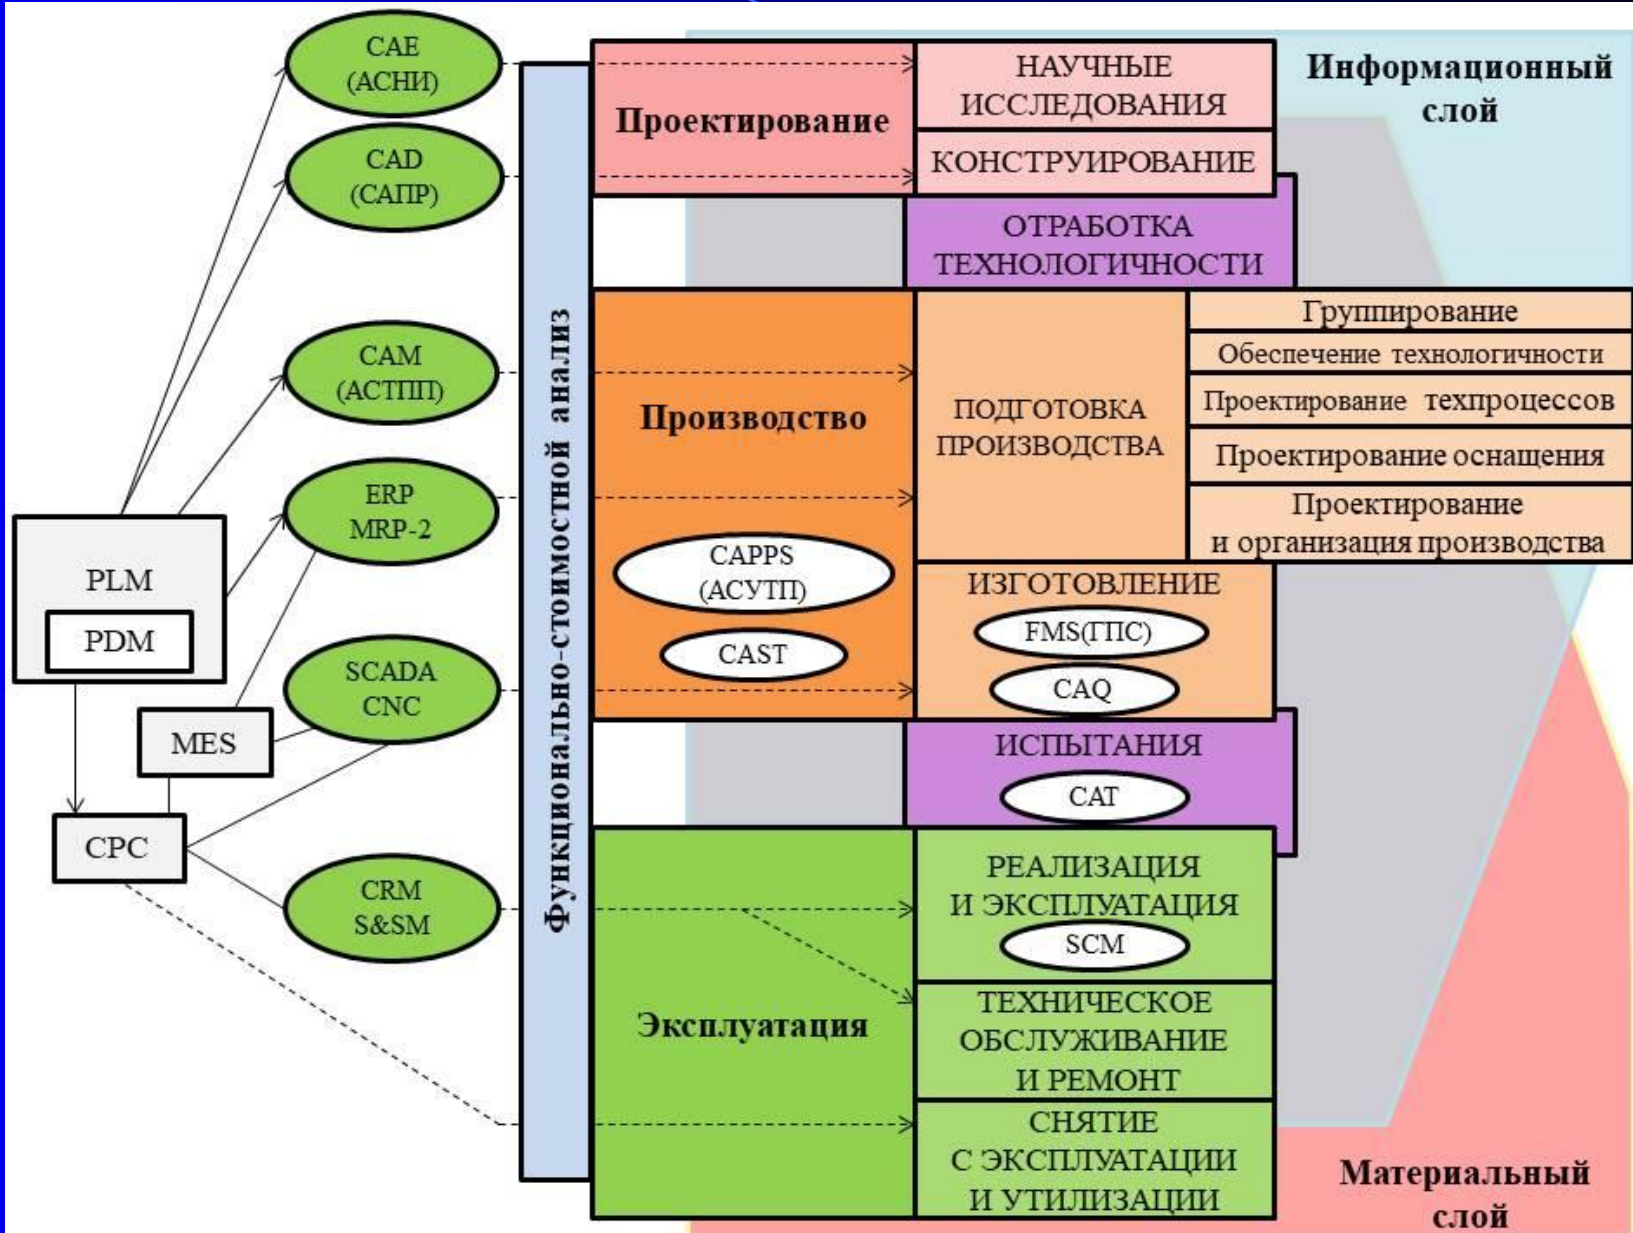 CAE
(АСНИ)
CAD
(САПР)
CAM
(АСТПП)
ERP
MRP-2
PLM
PDM
SCADA
CNC
MES
CPC
CRM
S&SM
Функционально-стоимостной анализ
Проектирование
НАУЧНЫЕ
ИССЛЕДОВАНИЯ
КОНСТРУИРОВАНИЕ
ОТРАБОТКА
ТЕХНОЛОГИЧНОСТИ
Производство
CAPPS
(АСУТП)
CAST
ПОДГОТОВКА
ПРОИЗВОДСТВА
Группирование
Обеспечение технологичности
Проектирование техпроцессов
Проектирование оснащения
Проектирование
и организация производства
ИЗГОТОВЛЕНИЕ
FMS(ГПС)
CAQ
ИСПЫТАНИЯ
CAT
Эксплуатация
РЕАЛИЗАЦИЯ
И ЭКСПЛУАТАЦИЯ
SCM
ТЕХНИЧЕСКОЕ
ОБСЛУЖИВАНИЕ
И РЕМОНТ
СНЯТИЕ
С ЭКСПЛУАТАЦИИ
И УТИЛИЗАЦИИ
Информационный
слой
Материальный
слой